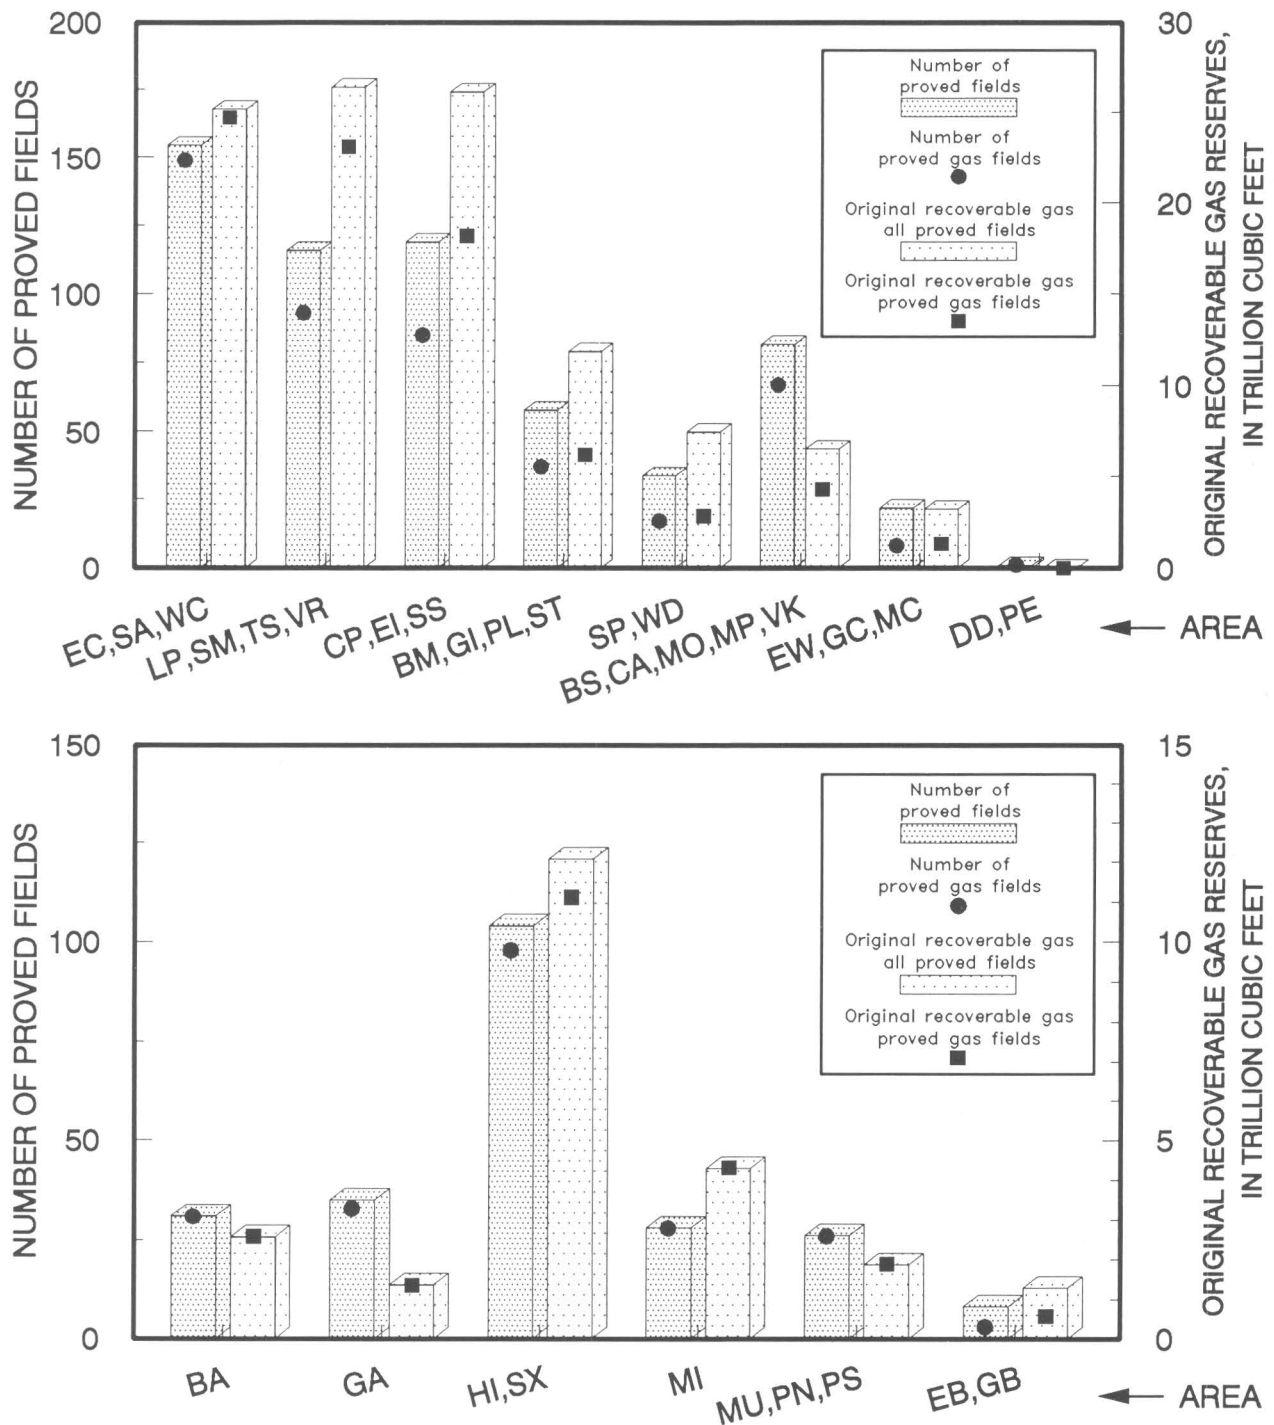 200
150
100
50
0
NUMBER OF PROVED FIELDS
30
20
10
0
ORIGINAL RECOVERABLE GAS RESERVES,
IN TRILLION CUBIC FEET
Number of
proved fields
Number of
proved gas fields
Original recoverable gas
all proved fields
Original recoverable gas
proved gas fields
EC,SA,WC
LP,SM,TS,VR
CP,EI,SS
BM,GI,PL,ST
SP,WD
BS,CA,MO,MP,VK
EW,GC,MC
DD,PE
AREA
150
100
50
0
NUMBER OF PROVED FIELDS
15
10
5
0
ORIGINAL RECOVERABLE GAS RESERVES,
IN TRILLION CUBIC FEET
Number of
proved fields
Number of
proved gas fields
Original recoverable gas
all proved fields
Original recoverable gas
proved gas fields
BA
GA
HI,SX
MI
MU,PN,PS
EB,GB
AREA